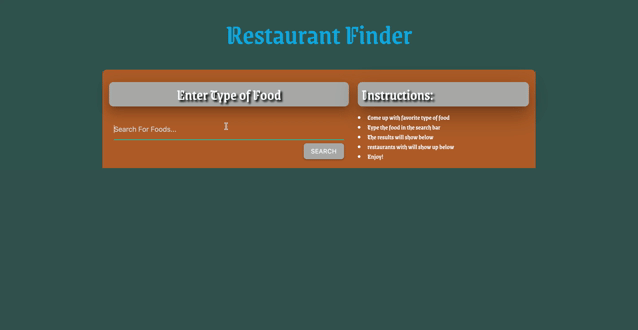 Restaurant Finder
Enter Type of Food
Search For Foods...
SEARCH
Instructions:
Come up with favorite type of food
Type the food in the search bar
The results will show below
restaurants with will show up below
Enjoy!